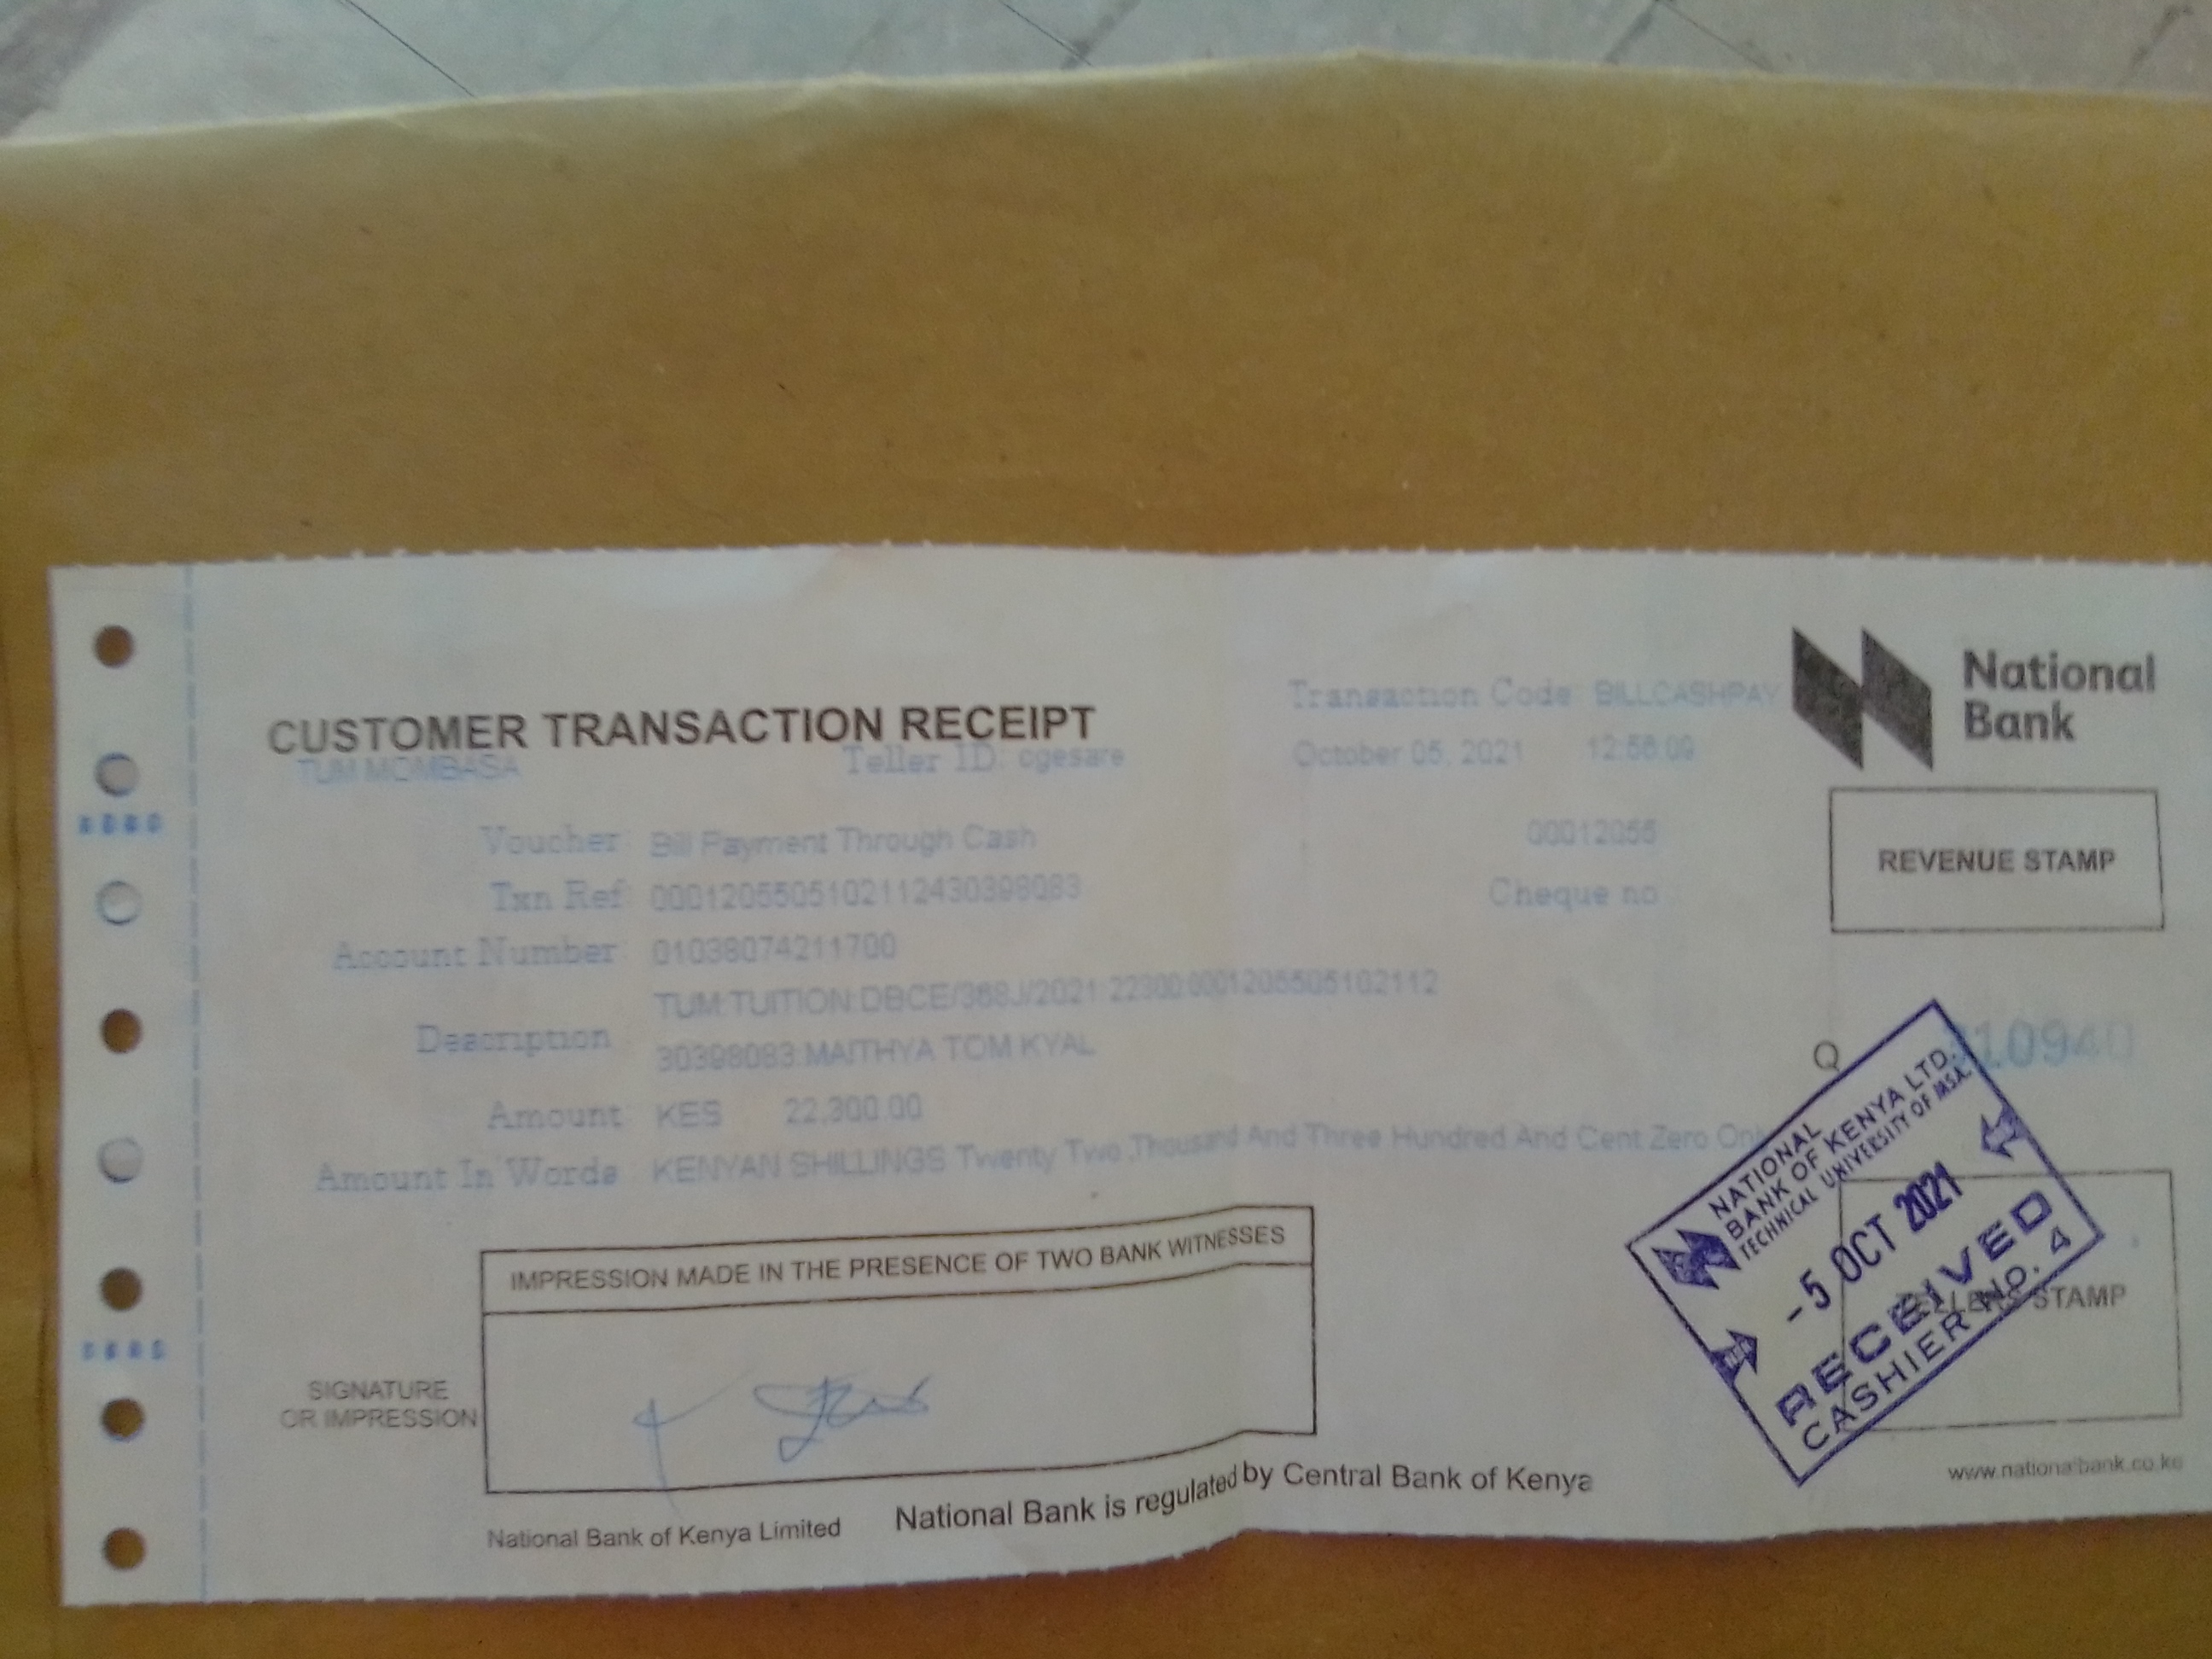 CUSTOMER TRANSACTION RECEIPT
Transaction Code BILLCASHPAY
National
Bank
TUM MOMBASA Teller ID cgesare October 05, 2021 12:56:09
Voucher Bill Payment Through Cash 00012055
REVENUE STAMP
Txn Ref 0001205505102112430398083 Cheque no
Account Number 01038074211700
Description TUM:TUITION:DBCE/368J/2021:22300:0001205505102112
30398083:MAITHYA TOM KYAL
Q 310940
Amount KES 22,300.00
Amount In Words KENYAN SHILLINGS Twenty Two Thousand And Three Hundred And Cent Zero Only
NATIONAL
BANK OF KENYA LTD.
TECHNICAL UNIVERSITY OF MSA.
-5 OCT 2021
RECEIVED
CASHIER NO. 4
TELLER'S STAMP
IMPRESSION MADE IN THE PRESENCE OF TWO BANK WITNESSES
SIGNATURE
OR IMPRESSION
www.nationalbank.co.ke
National Bank of Kenya Limited National Bank is regulated by Central Bank of Kenya